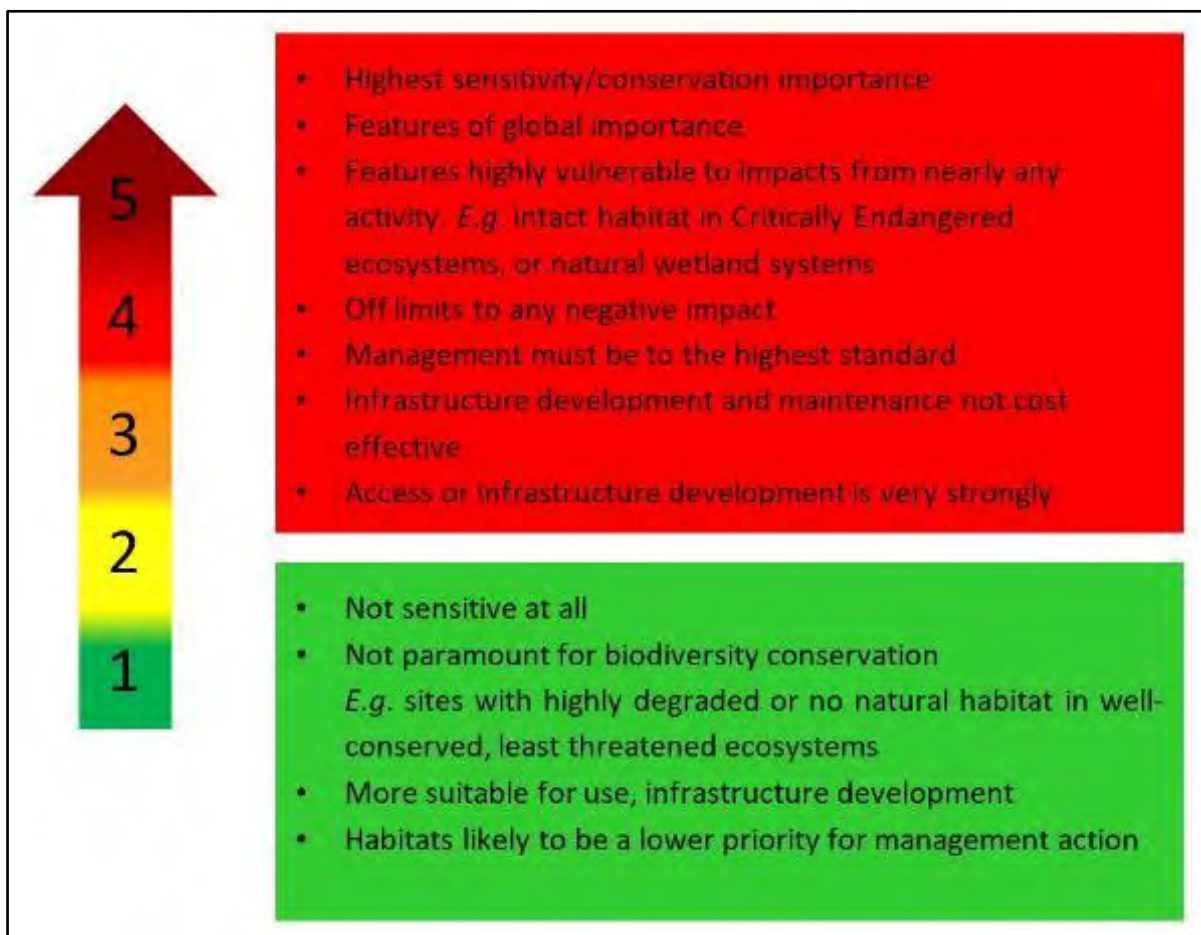 5
4
3
2
1
• Highest sensitivity/conservation importance
• Features of global importance
• Features highly vulnerable to impacts from nearly any
activity. E.g. intact habitat in Critically Endangered
ecosystems, or natural wetland systems
• Off limits to any negative impact
• Management must be to the highest standard
• Infrastructure development and maintenance not cost
effective
• Access or infrastructure development is very strongly
• Not sensitive at all
• Not paramount for biodiversity conservation
E.g. sites with highly degraded or no natural habitat in well-
conserved, least threatened ecosystems
• More suitable for use, infrastructure development
• Habitats likely to be a lower priority for management action